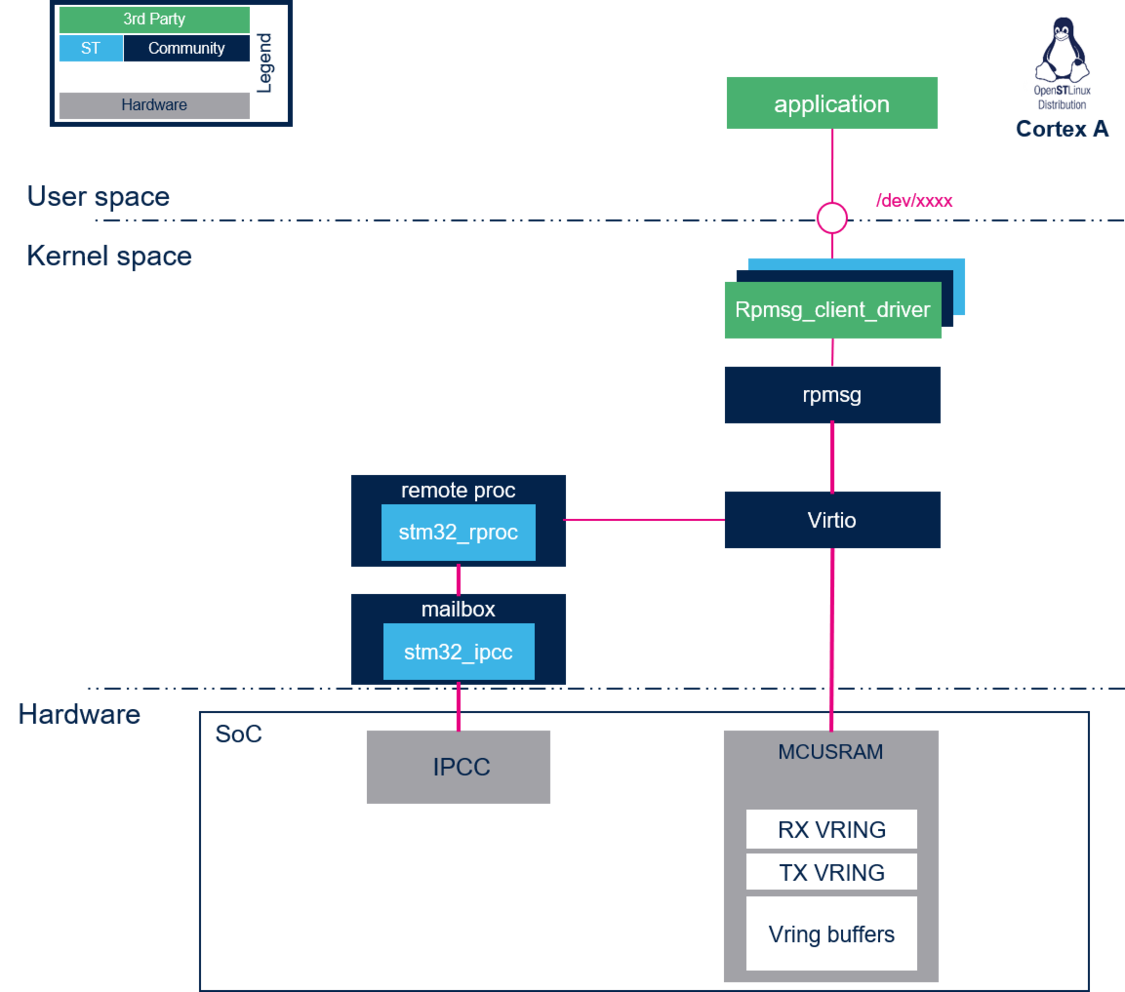 3rd Party
ST
Community
Legend
Hardware
OpenSTLinux
Distribution
Cortex A
application
User space
/dev/xxxx
Kernel space
Rpmsg_client_driver
rpmsg
remote proc
stm32_rproc
Virtio
mailbox
stm32_ipcc
Hardware
SoC
IPCC
MCUSRAM
RX VRING
TX VRING
Vring buffers